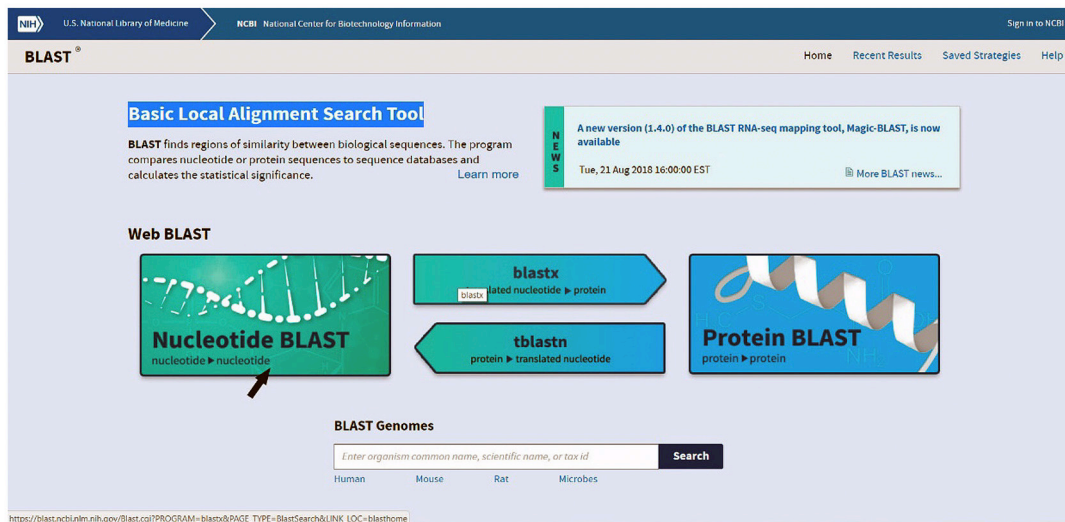 NIH U.S. National Library of Medicine NCBI National Center for Biotechnology Information Sign in to NCBI
BLAST ® Home Recent Results Saved Strategies Help
Basic Local Alignment Search Tool
BLAST finds regions of similarity between biological sequences. The program
compares nucleotide or protein sequences to sequence databases and
calculates the statistical significance. Learn more
NEWS
A new version (1.4.0) of the BLAST RNA-seq mapping tool, Magic-BLAST, is now
available
Tue, 21 Aug 2018 16:00:00 EST
More BLAST news...
Web BLAST
Nucleotide BLAST
nucleotide ▶ nucleotide
blastx
blastx
lated nucleotide ▶ protein
tblastn
protein ▶ translated nucleotide
Protein BLAST
protein ▶ protein
BLAST Genomes
Enter organism common name, scientific name, or tax id Search
Human Mouse Rat Microbes
https://blast.ncbi.nlm.nih.gov/Blast.cgi?PROGRAM=blastx&PAGE_TYPE=BlastSearch&LINK_LOC=blasthome